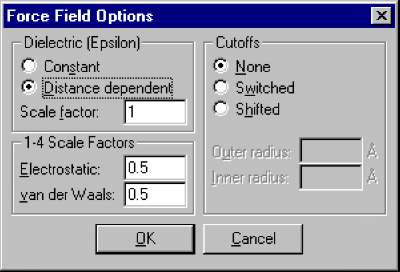 Force Field Options
Dielectric (Epsilon)
Constant
Distance dependent
Scale factor: 1
1-4 Scale Factors
Electrostatic: 0.5
van der Waals: 0.5
Cutoffs
None
Switched
Shifted
Outer radius: Å
Inner radius: Å
OK
Cancel